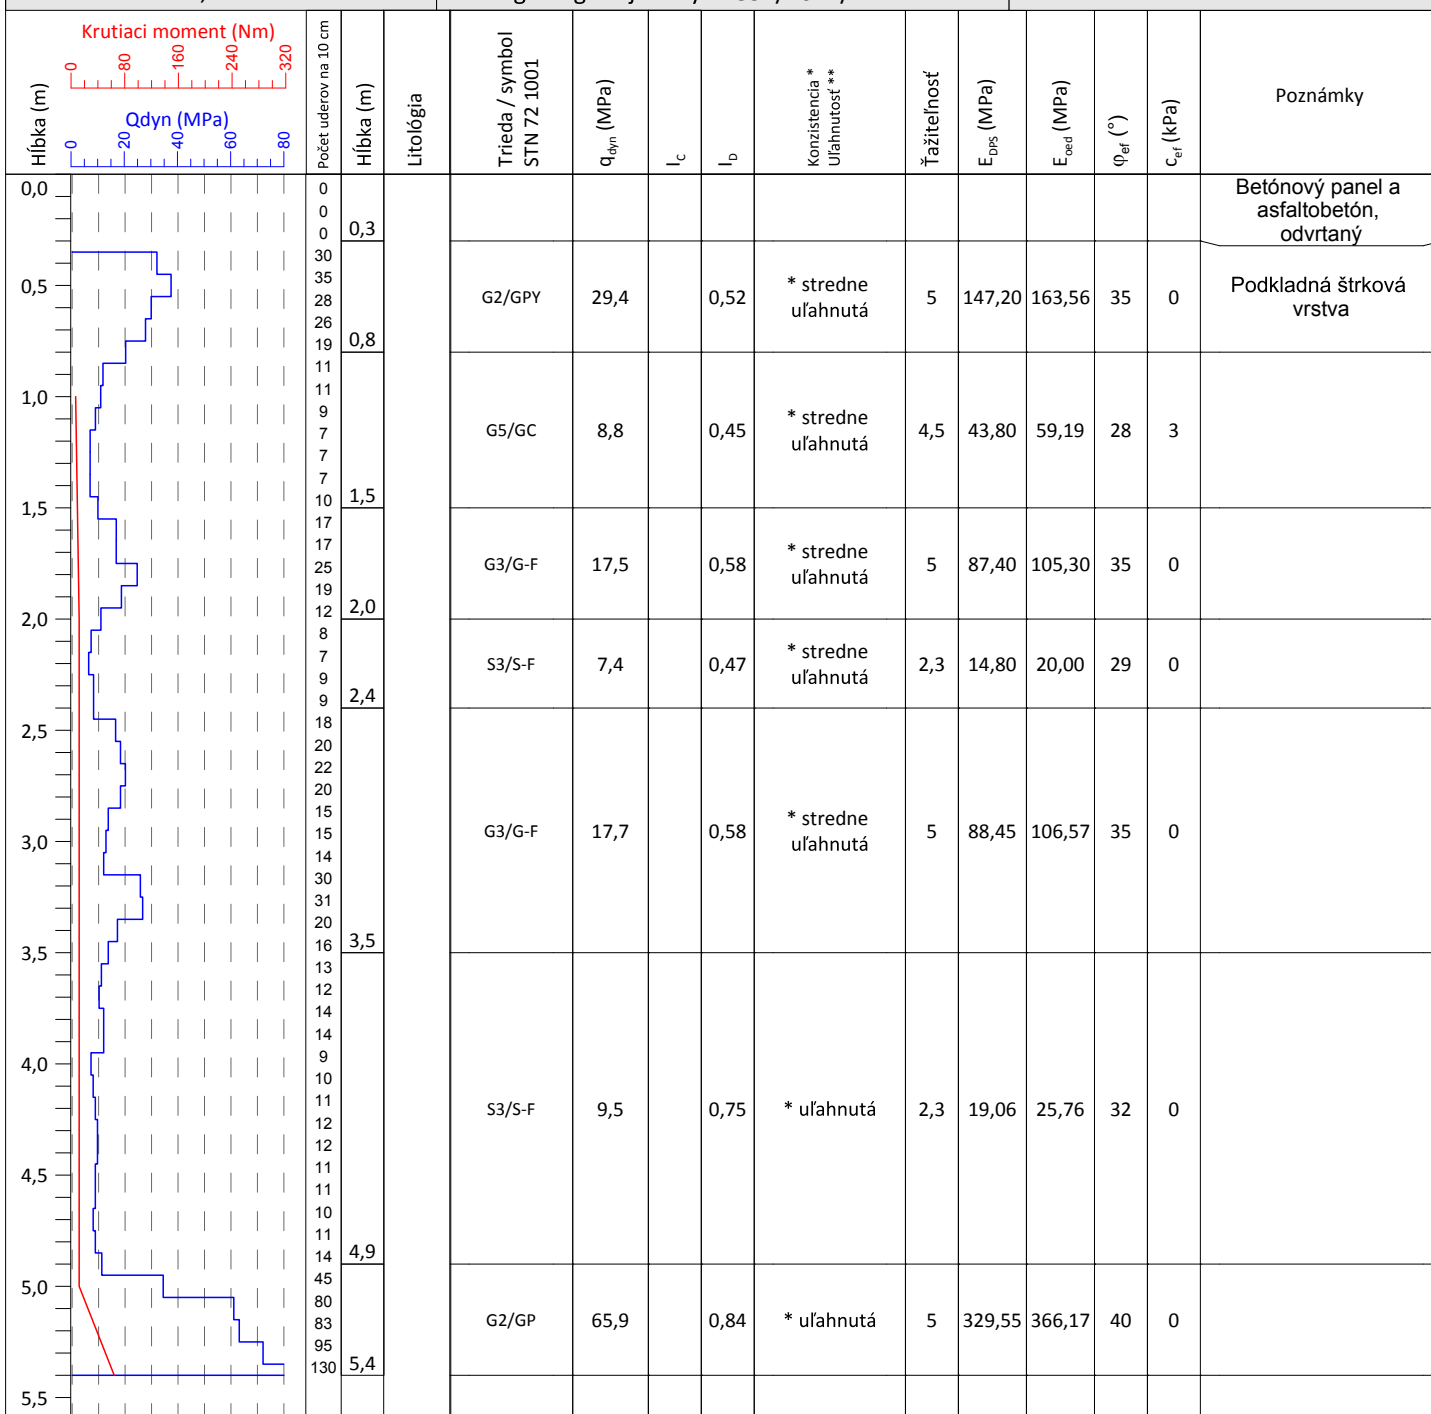 Krutiaci moment (Nm)
0 80 160 240 320
Qdyn (MPa)
0 20 40 60 80
Hĺbka (m)
Počet uderov na 10 cm
Hĺbka (m)
Litológia
Trieda / symbol
STN 72 1001
q dyn (MPa)
I C
I D
Konzistencia *
Uľahnutosť **
Ťažiteľnosť
E DPS (MPa)
E oed (MPa)
φ ef (°)
c ef (kPa)
Poznámky
0,0
0,5
1,0
1,5
2,0
2,5
3,0
3,5
4,0
4,5
5,0
5,5
0
0
0
0,3
Betónový panel a
asfaltobetón,
odvrtaný
30
35
28
26
19
0,8
G2/GPY 29,4 0,52 * stredne
uľahnutá
5 147,20 163,56 35 0
Podkladná štrková
vrstva
11
11
9
7
7
7
10
1,5
G5/GC 8,8 0,45 * stredne
uľahnutá
4,5 43,80 59,19 28 3
17
17
25
19
12
2,0
G3/G-F 17,5 0,58 * stredne
uľahnutá
5 87,40 105,30 35 0
8
7
9
9
2,4
S3/S-F 7,4 0,47 * stredne
uľahnutá
2,3 14,80 20,00 29 0
18
20
22
20
15
15
14
30
31
20
16
3,5
G3/G-F 17,7 0,58 * stredne
uľahnutá
5 88,45 106,57 35 0
13
12
14
14
9
10
11
12
12
11
11
10
11
14
4,9
S3/S-F 9,5 0,75 * uľahnutá 2,3 19,06 25,76 32 0
45
80
83
95
130
5,4
G2/GP 65,9 0,84 * uľahnutá 5 329,55 366,17 40 0